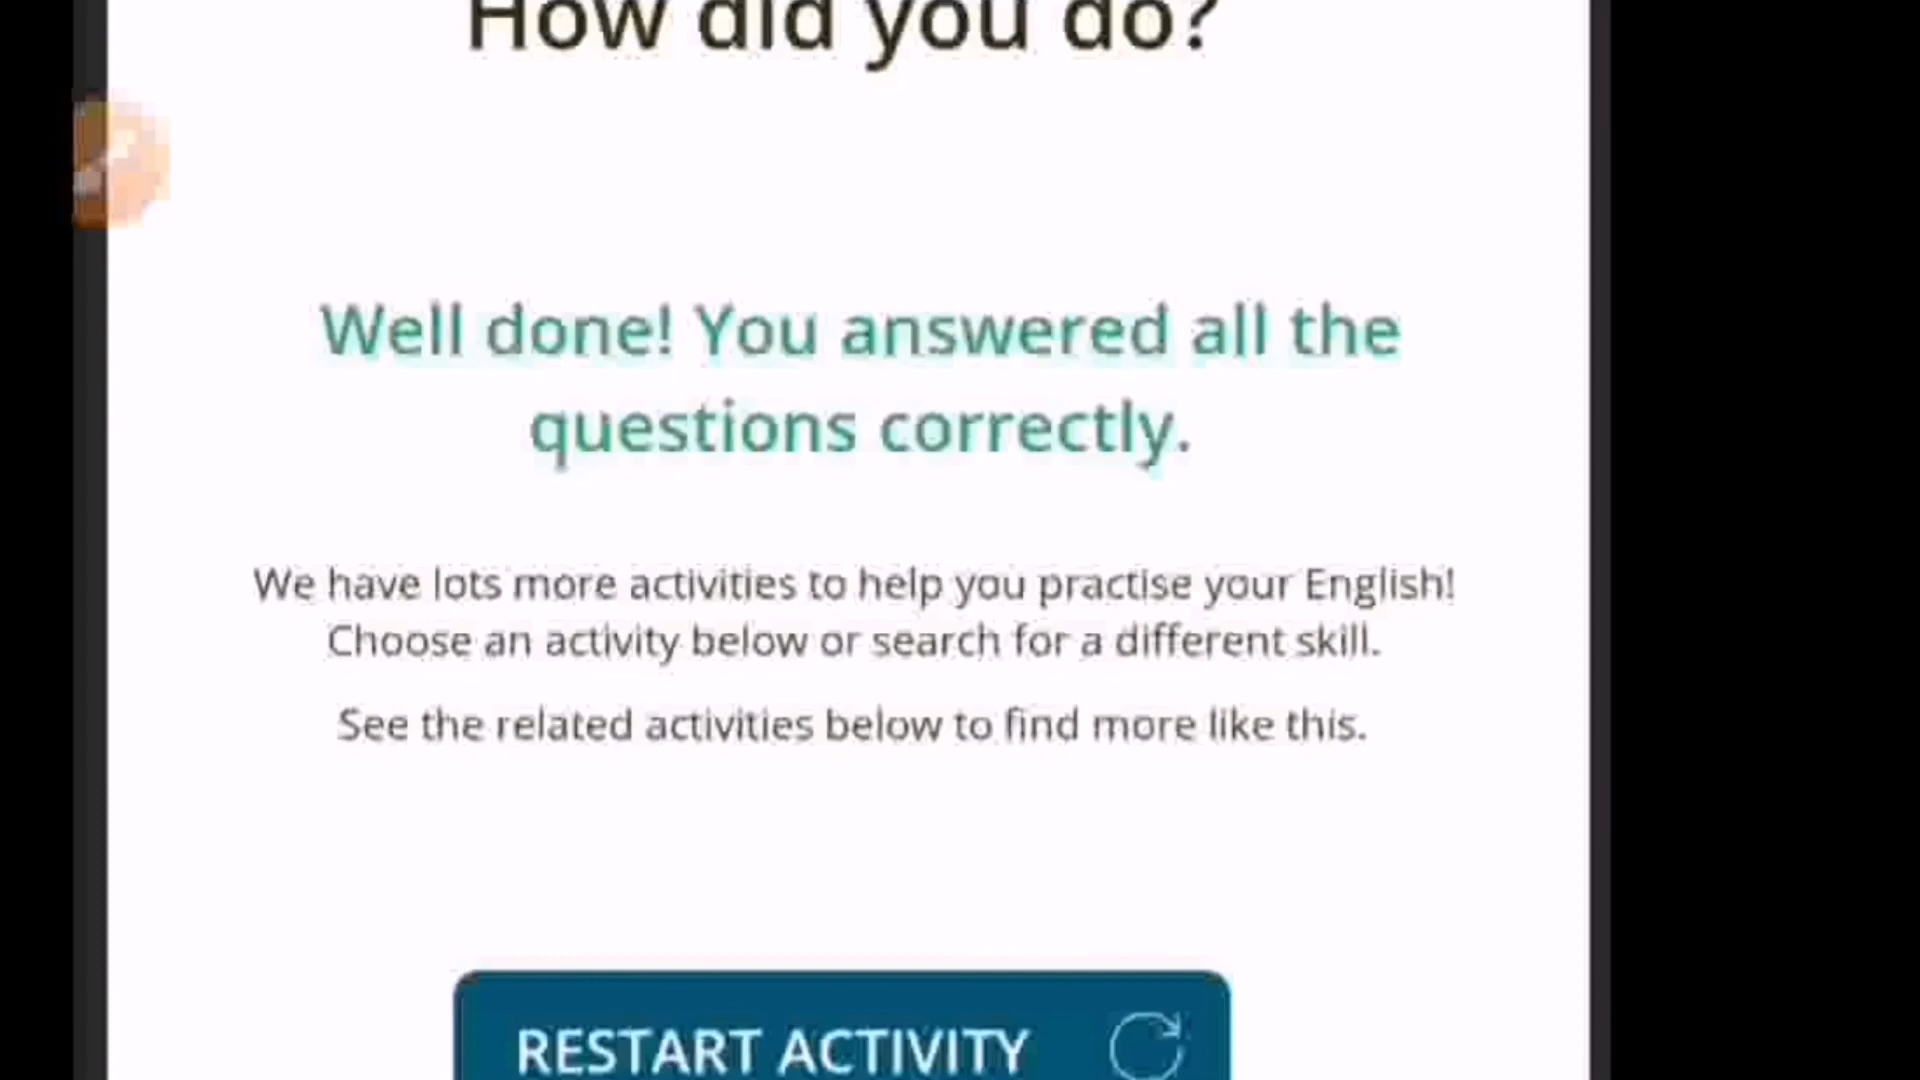 How did you do?
Well done! You answered all the
questions correctly.
We have lots more activities to help you practise your English!
Choose an activity below or search for a different skill.
See the related activities below to find more like this.
RESTART ACTIVITY